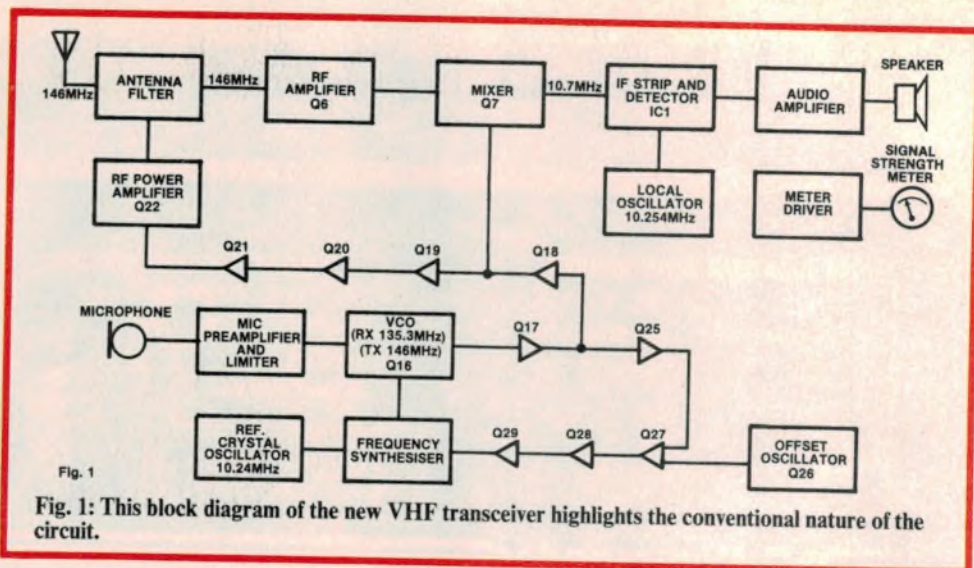 146MHz
ANTENNA
FILTER
146MHz
RF
AMPLIFIER
Q6
MIXER
Q7
10.7MHz
IF STRIP AND
DETECTOR
IC1
AUDIO
AMPLIFIER
SPEAKER
RF POWER
AMPLIFIER
Q22
LOCAL
OSCILLATOR
10.254MHz
METER
DRIVER
SIGNAL
STRENGTH
METER
Q21
Q20
Q19
Q18
MICROPHONE
MIC
PREAMPLIFIER
AND
LIMITER
VCO
(RX 135.3MHz)
(TX 146MHz)
Q16
Q17
Q25
REF.
CRYSTAL
OSCILLATOR
10.24MHz
FREQUENCY
SYNTHESISER
Q29
Q28
Q27
OFFSET
OSCILLATOR
Q26
Fig. 1
Fig. 1: This block diagram of the new VHF transceiver highlights the conventional nature of the
circuit.